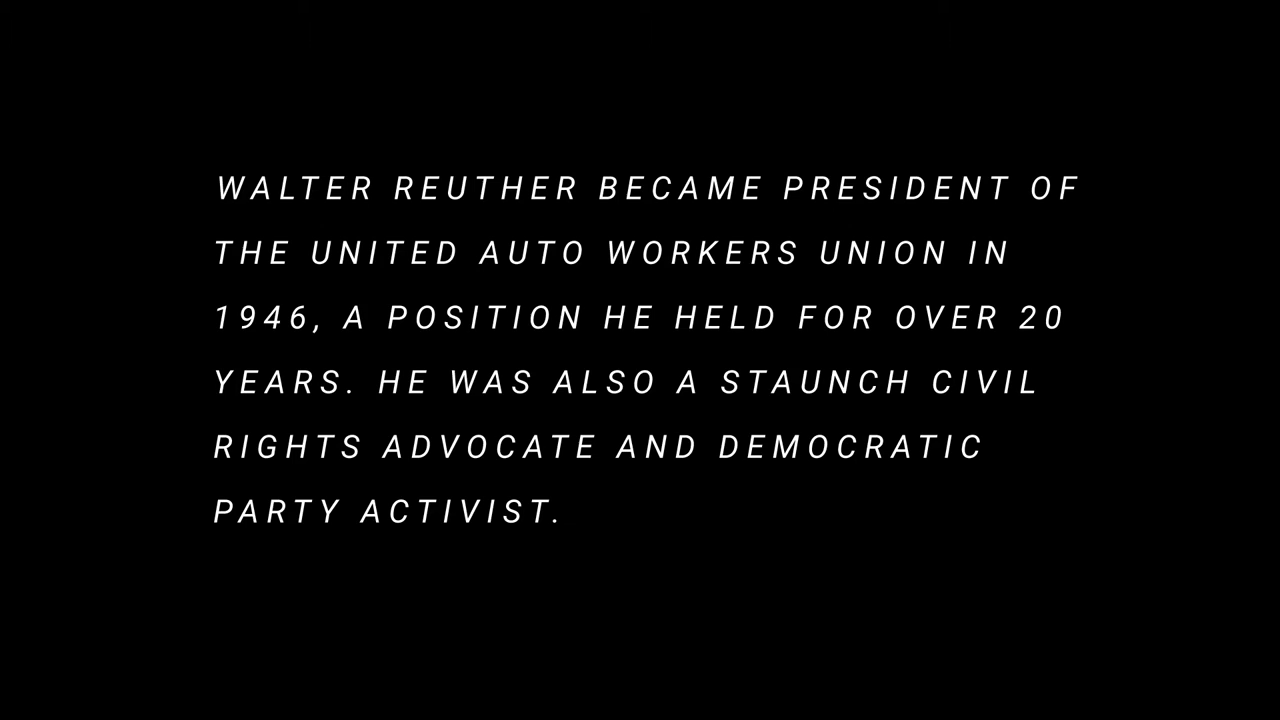 WALTER REUTHER BECAME PRESIDENT OF
THE UNITED AUTO WORKERS UNION IN
1946, A POSITION HE HELD FOR OVER 20
YEARS. HE WAS ALSO A STAUNCH CIVIL
RIGHTS ADVOCATE AND DEMOCRATIC
PARTY ACTIVIST.